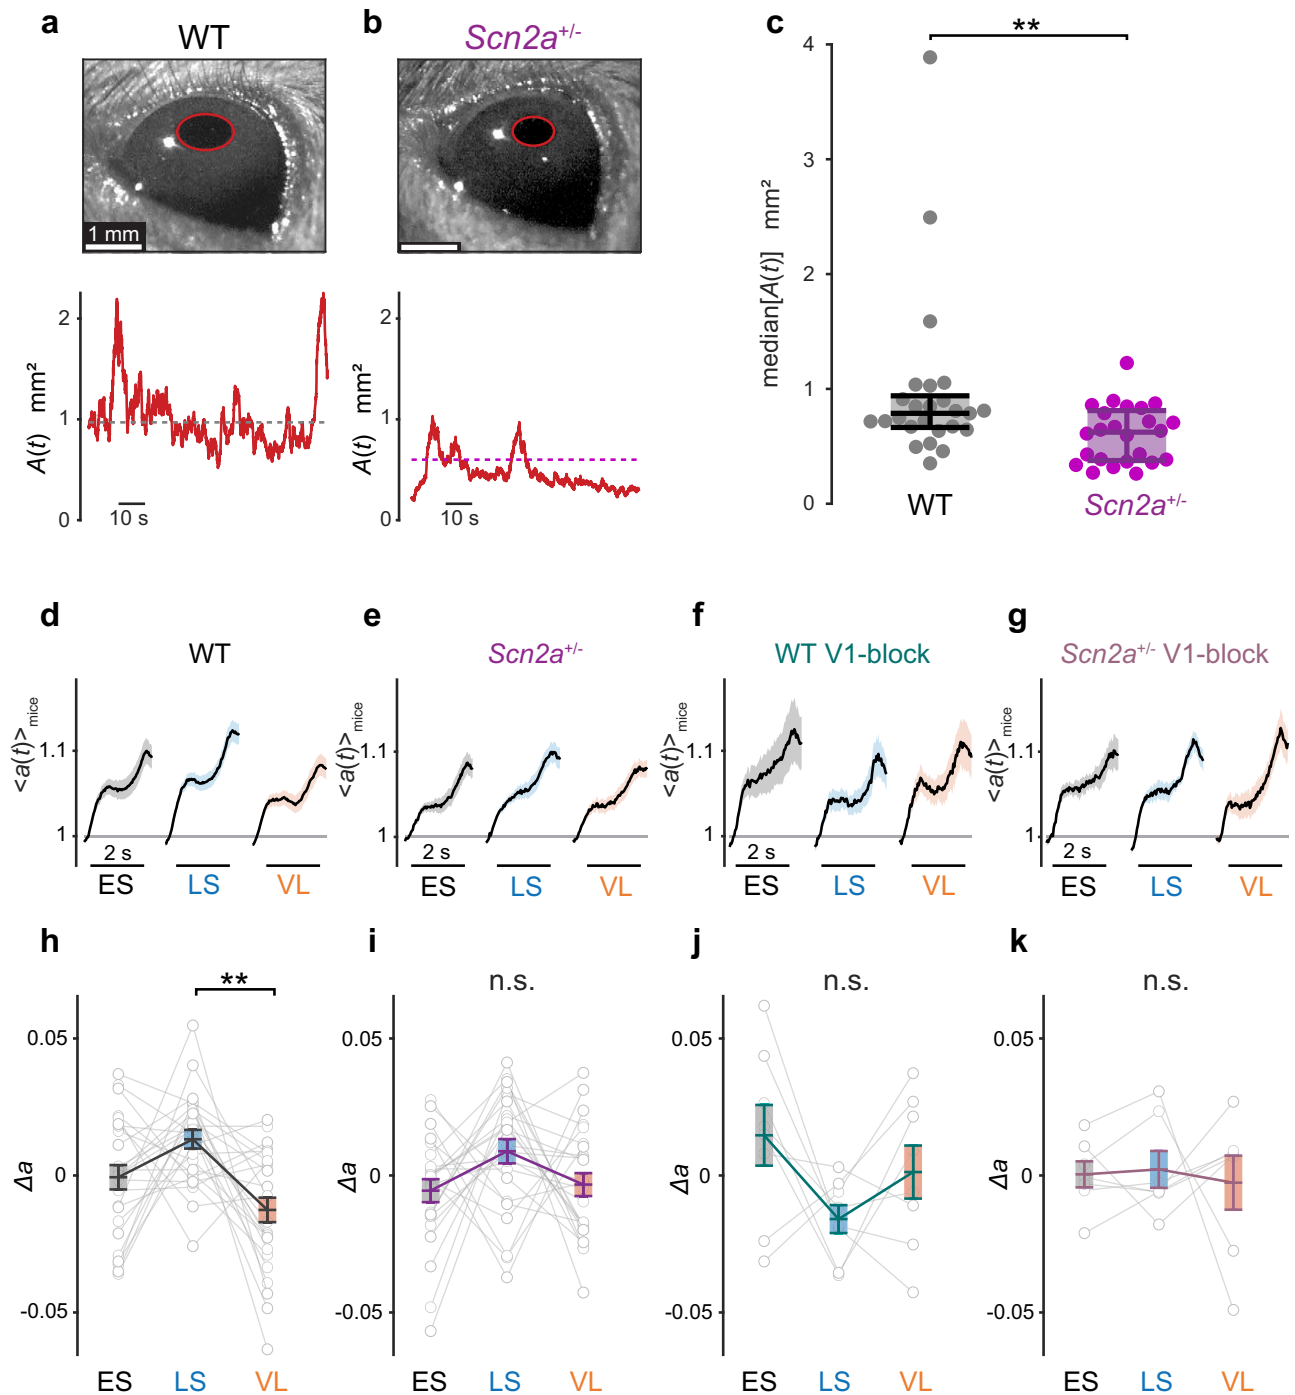 a
WT
1 mm
A(t) mm²
2
1
0
10 s
b
Scn2a+/-
A(t) mm²
2
1
0
10 s
c
**
median[A(t)] mm²
4
3
2
1
0
WT
Scn2a+/-
d
WT
<a(t)>mice
1.1
1
2 s
ES LS VL
e
Scn2a+/-
<a(t)>mice
1.1
1
2 s
ES LS VL
f
WT V1-block
<a(t)>mice
1.1
1
2 s
ES LS VL
g
Scn2a+/- V1-block
<a(t)>mice
1.1
1
2 s
ES LS VL
h
**
Δa
0.05
0
-0.05
ES LS VL
i
n.s.
Δa
0.05
0
-0.05
ES LS VL
j
n.s.
Δa
0.05
0
-0.05
ES LS VL
k
n.s.
Δa
0.05
0
-0.05
ES LS VL